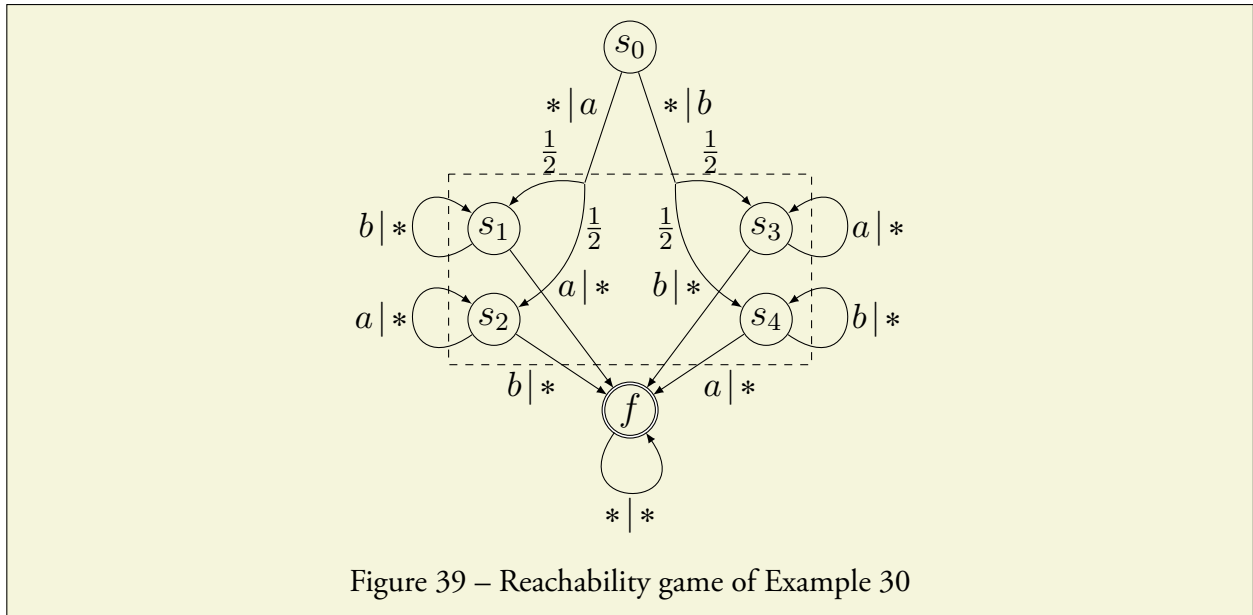 s₀
∗|a ∗|b
½ ½
b|∗ s₁ ½ ½ s₃ a|∗
a|∗ b|∗
a|∗ s₂ s₄ b|∗
b|∗ a|∗
f
∗|∗
Figure 39 – Reachability game of Example 30